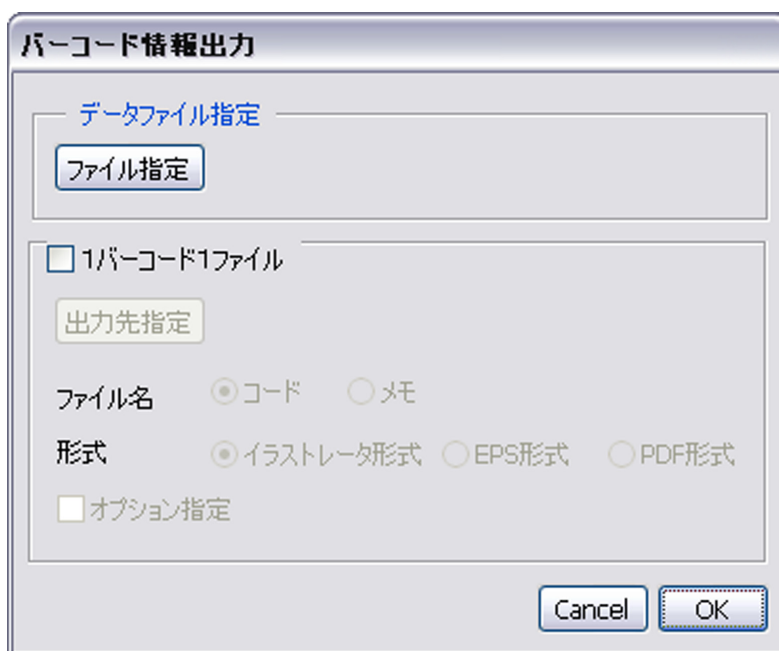 バーコード情報出力
データファイル指定
ファイル指定
1バーコード1ファイル
出力先指定
ファイル名 コード メモ
形式 イラストレータ形式 EPS形式 PDF形式
オプション指定
Cancel OK